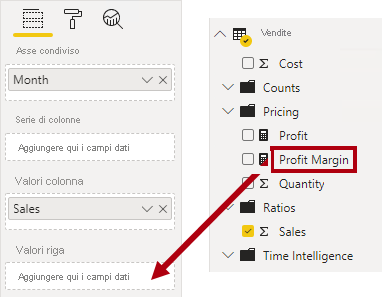 Asse condiviso
Month
Serie di colonne
Aggiungere qui i campi dati
Valori colonna
Sales
Valori riga
Aggiungere qui i campi dati
Vendite
Σ Cost
Counts
Pricing
Profit
Profit Margin
Σ Quantity
Ratios
Σ Sales
Time Intelligence